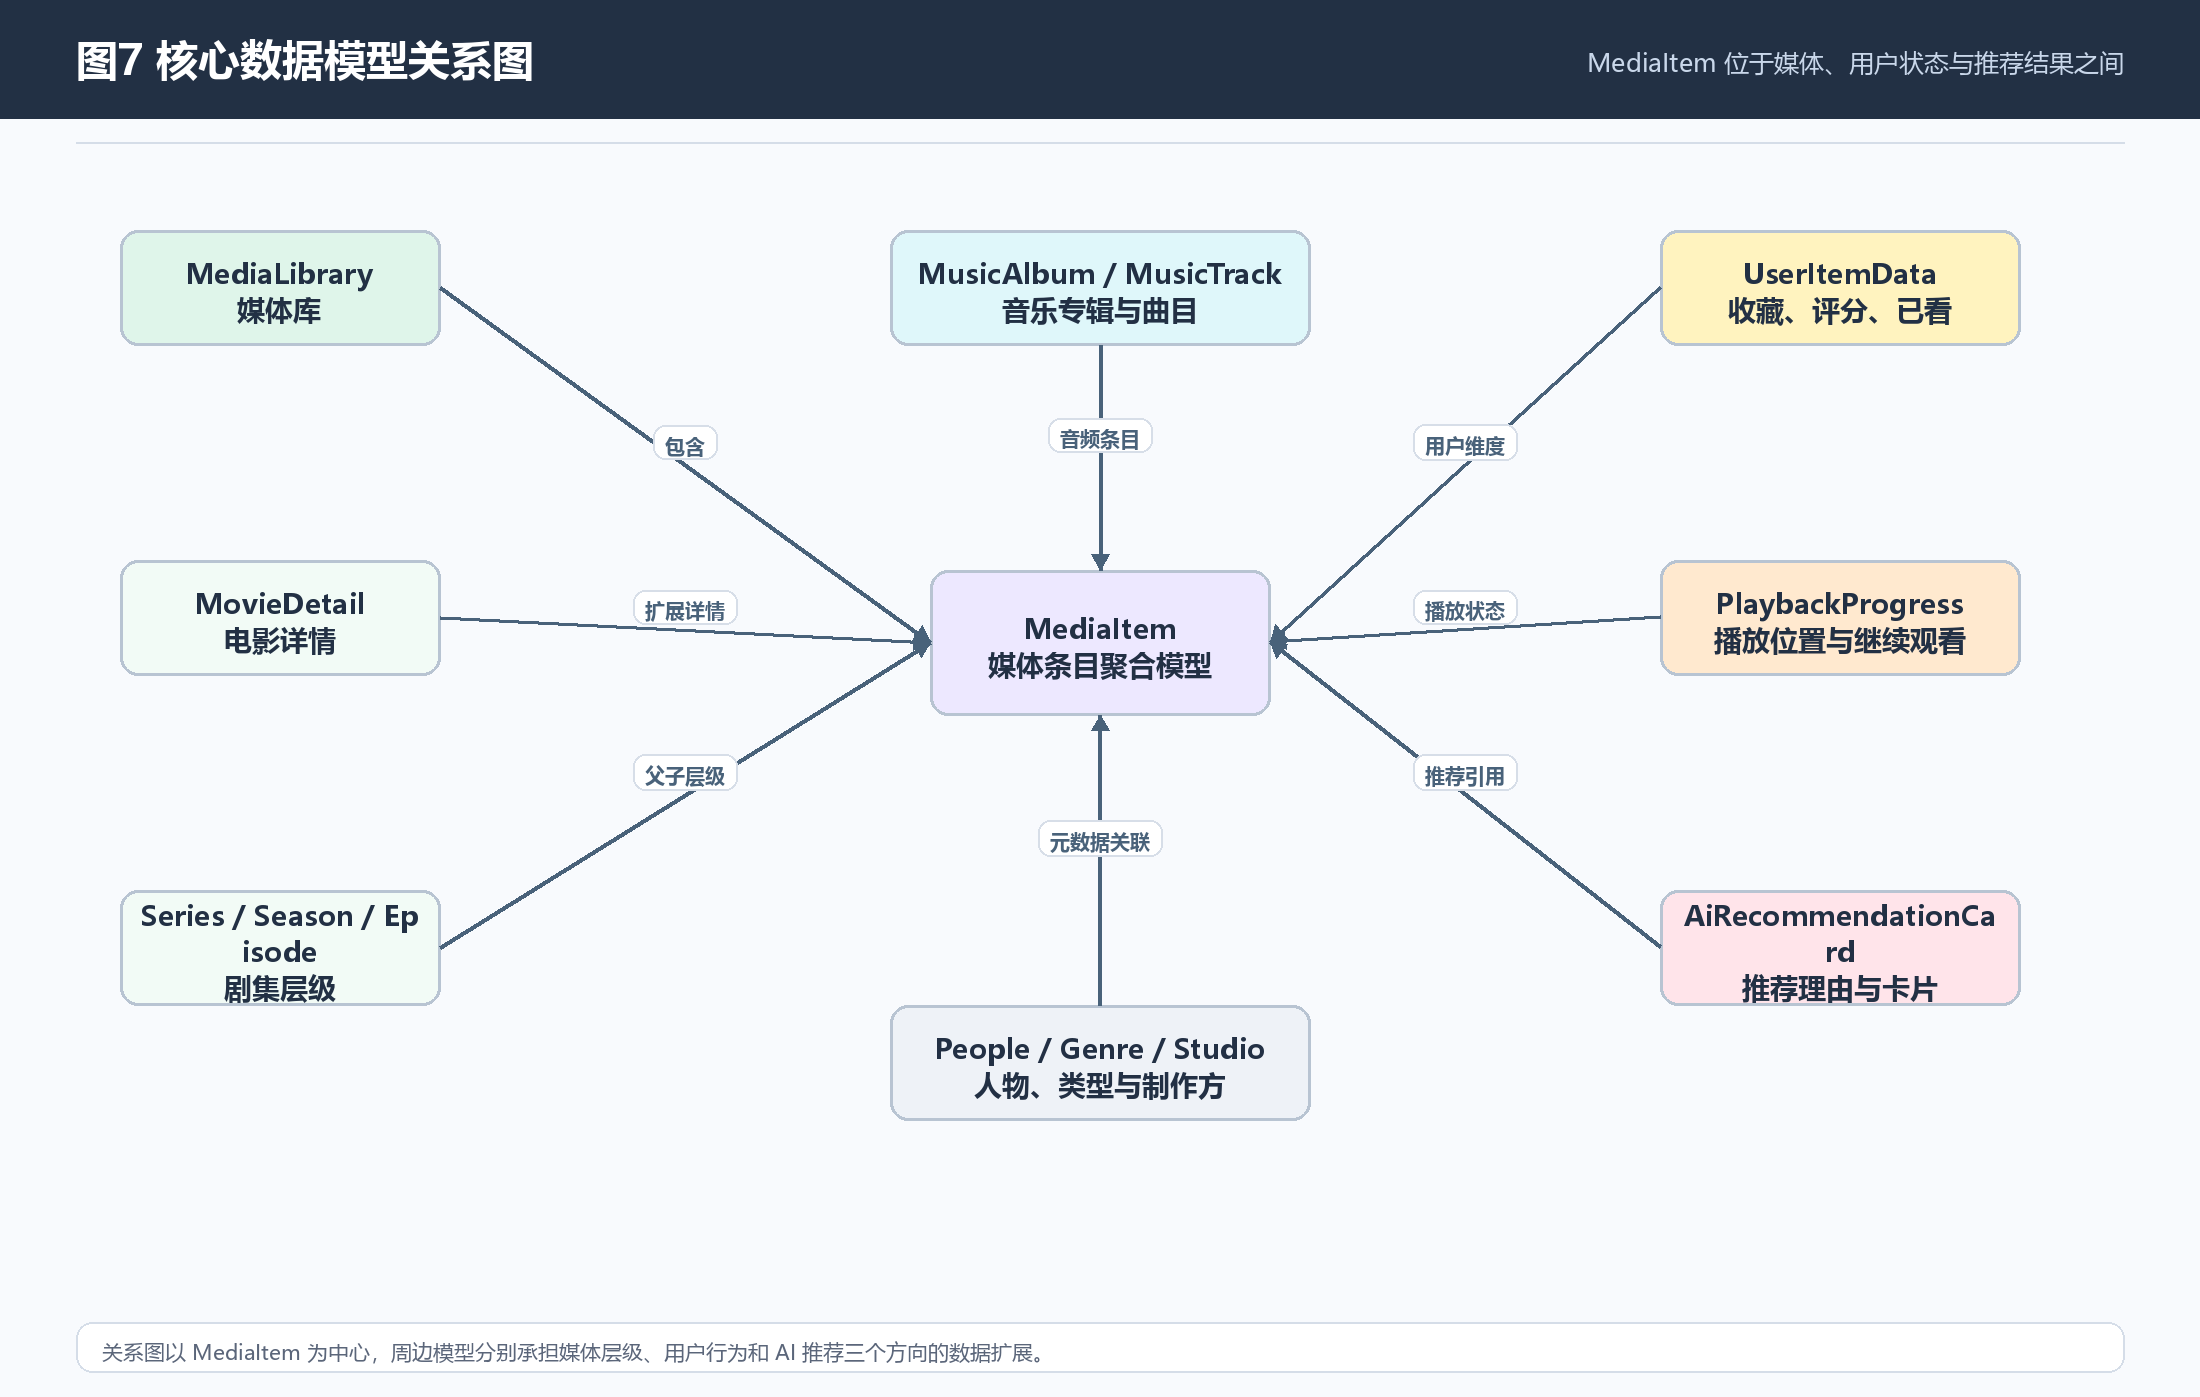 图7 核心数据模型关系图
MediaItem 位于媒体、用户状态与推荐结果之间
MediaLibrary
媒体库
MusicAlbum / MusicTrack
音乐专辑与曲目
UserItemData
收藏、评分、已看
包含
音频条目
用户维度
MovieDetail
电影详情
扩展详情
MediaItem
媒体条目聚合模型
播放状态
PlaybackProgress
播放位置与继续观看
父子层级
元数据关联
推荐引用
Series / Season / Ep
isode
剧集层级
People / Genre / Studio
人物、类型与制作方
AiRecommendationCa
rd
推荐理由与卡片
关系图以 MediaItem 为中心，周边模型分别承担媒体层级、用户行为和 AI 推荐三个方向的数据扩展。